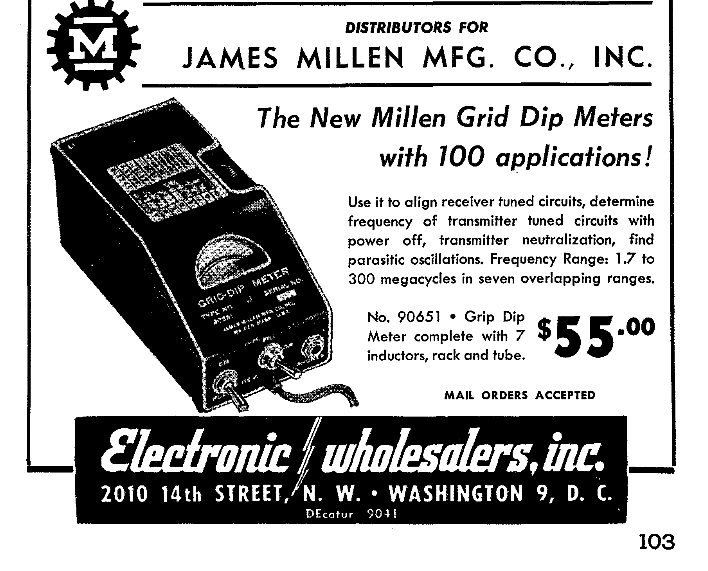 M
DISTRIBUTORS FOR
JAMES MILLEN MFG. CO., INC.
The New Millen Grid Dip Meters
with 100 applications!
Use it to align receiver tuned circuits, determine
frequency of transmitter tuned circuits with
power off, transmitter neutralization, find
parasitic oscillations. Frequency Range: 1.7 to
300 megacycles in seven overlapping ranges.
GRID-DIP METER
No. 90651 • Grip Dip
Meter complete with 7
inductors, rack and tube.
$55.00
MAIL ORDERS ACCEPTED
Electronic wholesalers, inc.
2010 14th STREET, N. W. • WASHINGTON 9, D. C.
DEcatur 9041
103